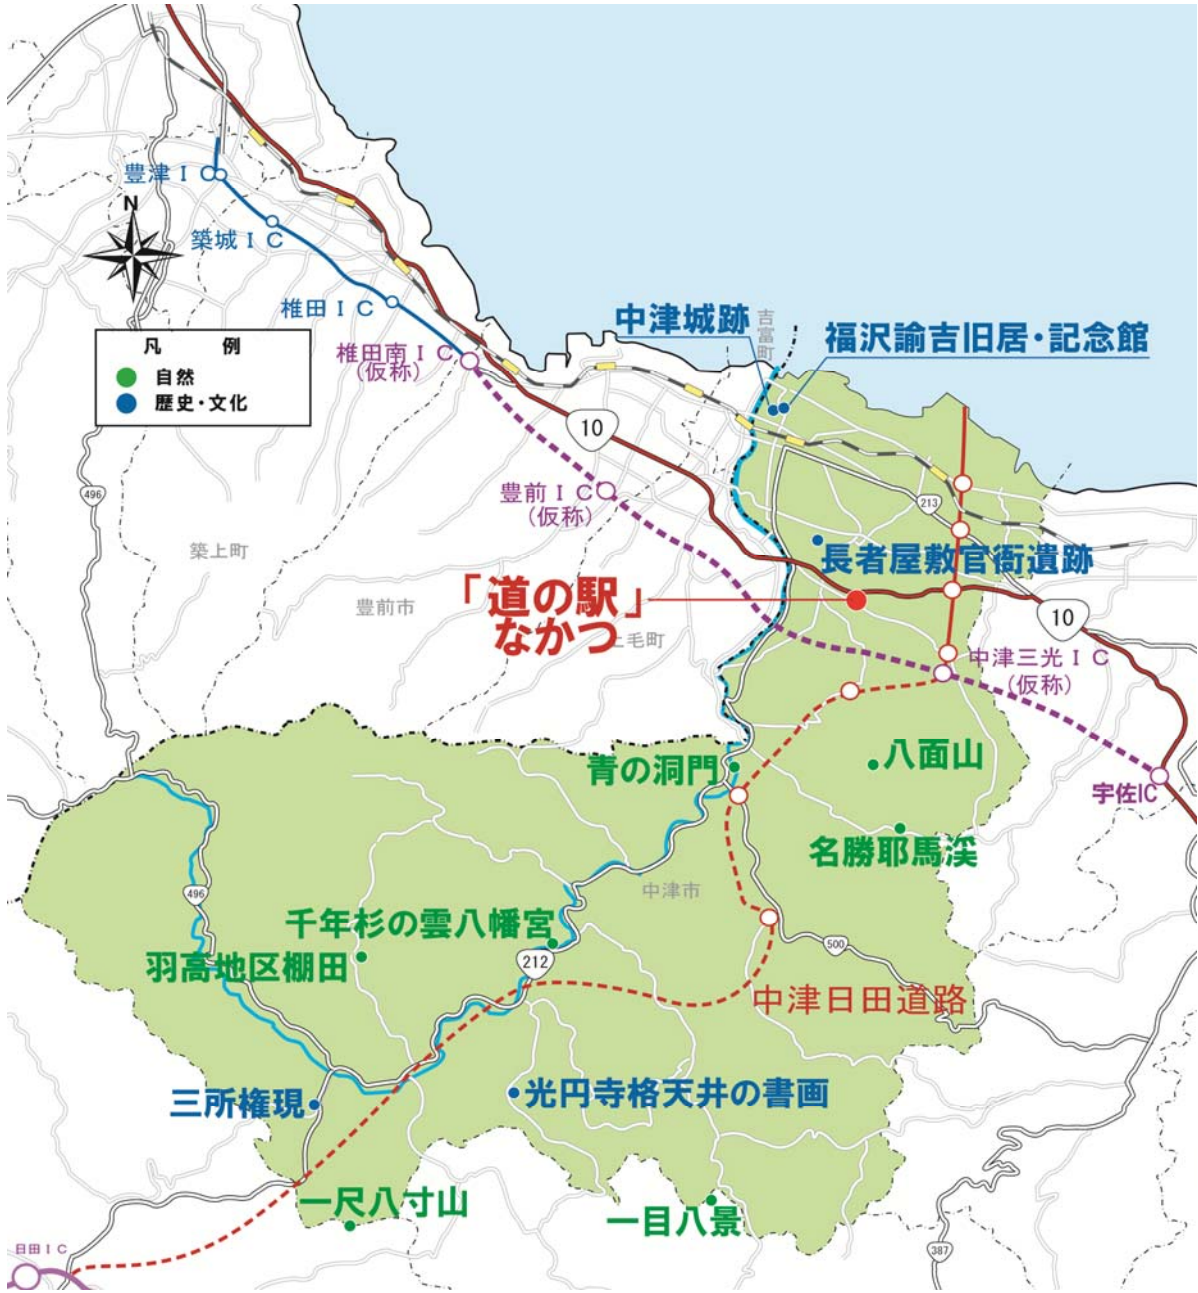 豊津ＩＣ
N
築城ＩＣ
椎田ＩＣ
中津城跡
吉富町
福沢諭吉旧居・記念館
凡　例
自然
歴史・文化
椎田南ＩＣ
(仮称)
10
496
豊前ＩＣ
(仮称)
213
築上町
長者屋敷官衙遺跡
「道の駅」
なかつ
豊前市
上毛町
10
中津三光ＩＣ
(仮称)
青の洞門
八面山
宇佐IC
名勝耶馬渓
496
中津市
千年杉の雲八幡宮
羽高地区棚田
212
500
中津日田道路
三所権現
光円寺格天井の書画
一尺八寸山
一目八景
日田ＩＣ
387